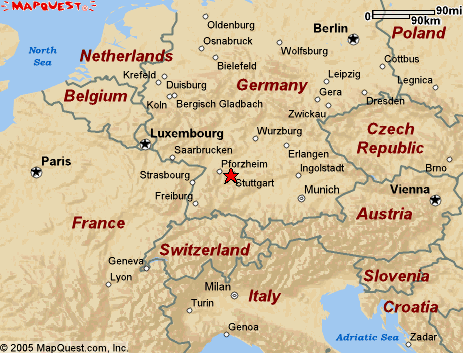 MAPQUEST
90mi
90km
Oldenburg
Berlin
Poland
Osnabruck
Wolfsburg
North
Sea
Netherlands
Bielefeld
Cottbus
Krefeld
Duisburg
Germany
Leipzig
Legnica
Belgium
Koln
Bergisch Gladbach
Gera
Dresden
Zwickau
Luxembourg
Wurzburg
Czech
Republic
Saarbrucken
Erlangen
Paris
Pforzheim
Brno
Strasbourg
Stuttgart
Ingolstadt
Freiburg
Munich
Vienna
France
Austria
Switzerland
Geneva
Lyon
Slovenia
Milan
Italy
Turin
Croatia
Genoa
Adriatic Sea
Zadar
© 2005 MapQuest.com, Inc.